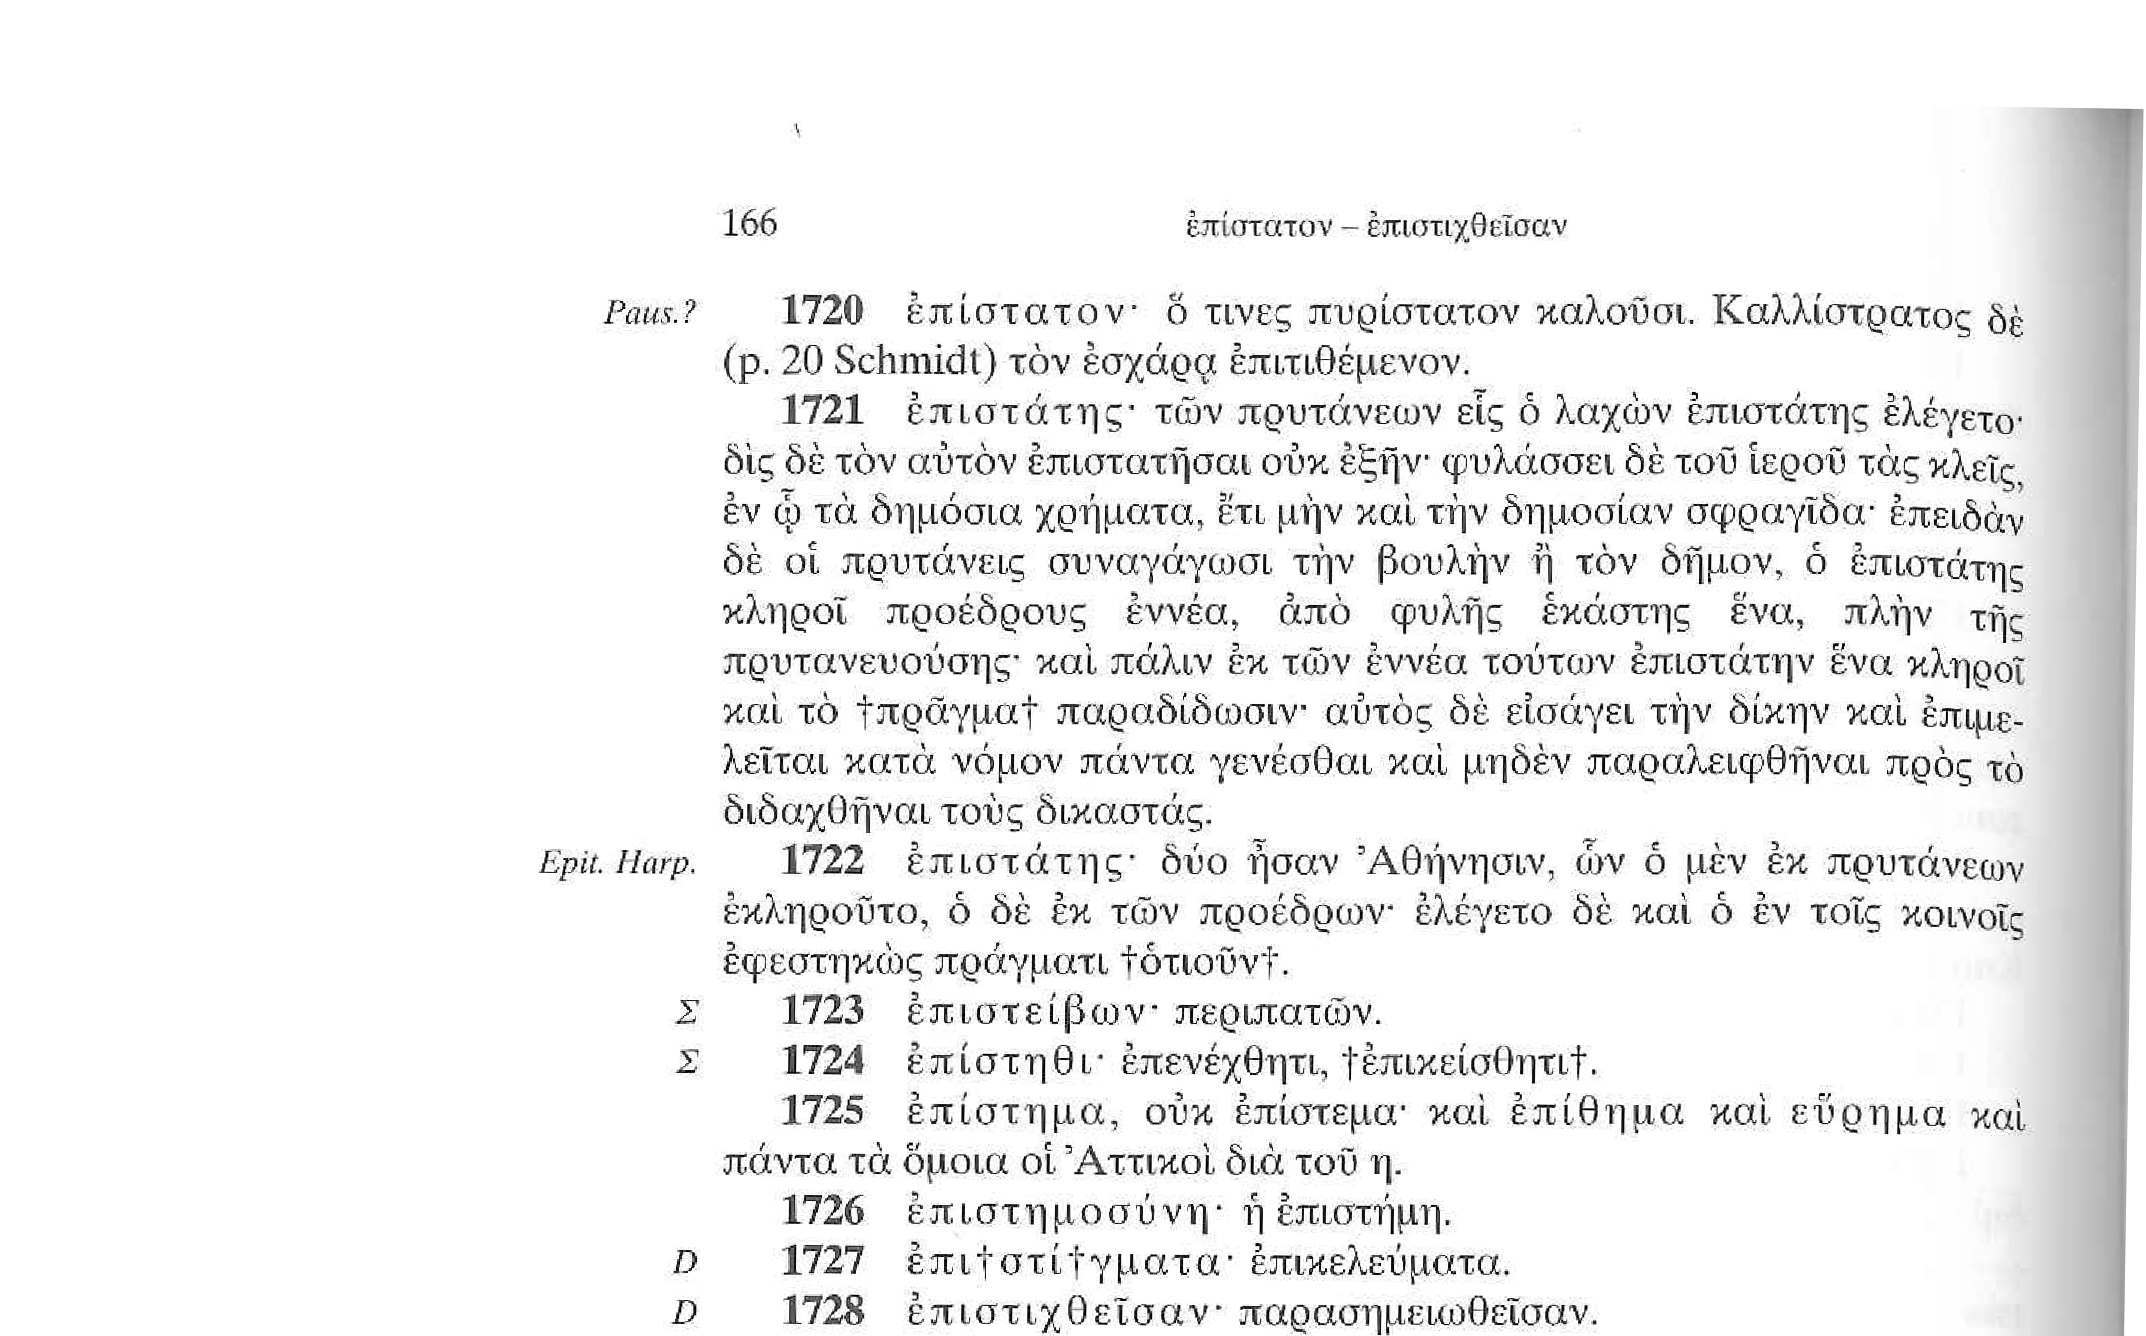 166 ἐπίστατον – ἐπιστιχθεῖσαν
Paus.? 1720 ἐπίστατον· ὅ τινες πυρίστατον καλοῦσι. Καλλίστρατος δὲ
(p. 20 Schmidt) τὸν ἐσχάρᾳ ἐπιτιθέμενον.
1721 ἐπιστάτης· τῶν πρυτάνεων εἷς ὁ λαχὼν ἐπιστάτης ἐλέγετο·
δὶς δὲ τὸν αὐτὸν ἐπιστατῆσαι οὐκ ἐξῆν· φυλάσσει δὲ τοῦ ἱεροῦ τὰς κλεῖς,
ἐν ᾧ τὰ δημόσια χρήματα, ἔτι μὴν καὶ τὴν δημοσίαν σφραγῖδα· ἐπειδὰν
δὲ οἱ πρυτάνεις συναγάγωσι τὴν βουλὴν ἢ τὸν δῆμον, ὁ ἐπιστάτης
κληροῖ προέδρους ἐννέα, ἀπὸ φυλῆς ἑκάστης ἕνα, πλὴν τῆς
πρυτανευούσης· καὶ πάλιν ἐκ τῶν ἐννέα τούτων ἐπιστάτην ἕνα κληροῖ
καὶ τὸ †πρᾶγμα† παραδίδωσιν· αὐτὸς δὲ εἰσάγει τὴν δίκην καὶ ἐπιμε-
λεῖται κατὰ νόμον πάντα γενέσθαι καὶ μηδὲν παραλειφθῆναι πρὸς τὸ
διδαχθῆναι τοὺς δικαστάς.
Epit. Harp. 1722 ἐπιστάτης· δύο ἦσαν Ἀθήνησιν, ὧν ὁ μὲν ἐκ πρυτάνεων
ἐκληροῦτο, ὁ δὲ ἐκ τῶν προέδρων· ἐλέγετο δὲ καὶ ὁ ἐν τοῖς κοινοῖς
ἐφεστηκὼς πράγματι †ὁτιοῦν†.
Σ 1723 ἐπιστείβων· περιπατῶν.
Σ 1724 ἐπίστηθι· ἐπενέχθητι, †ἐπικείσθητι†.
1725 ἐπίστημα, οὐκ ἐπίστεμα· καὶ ἐπίθημα καὶ εὕρημα καὶ
πάντα τὰ ὅμοια οἱ Ἀττικοὶ διὰ τοῦ η.
1726 ἐπιστημοσύνη· ἡ ἐπιστήμη.
D 1727 ἐπι†στί†γματα· ἐπικελεύματα.
D 1728 ἐπιστιχθεῖσαν· παρασημειωθεῖσαν.